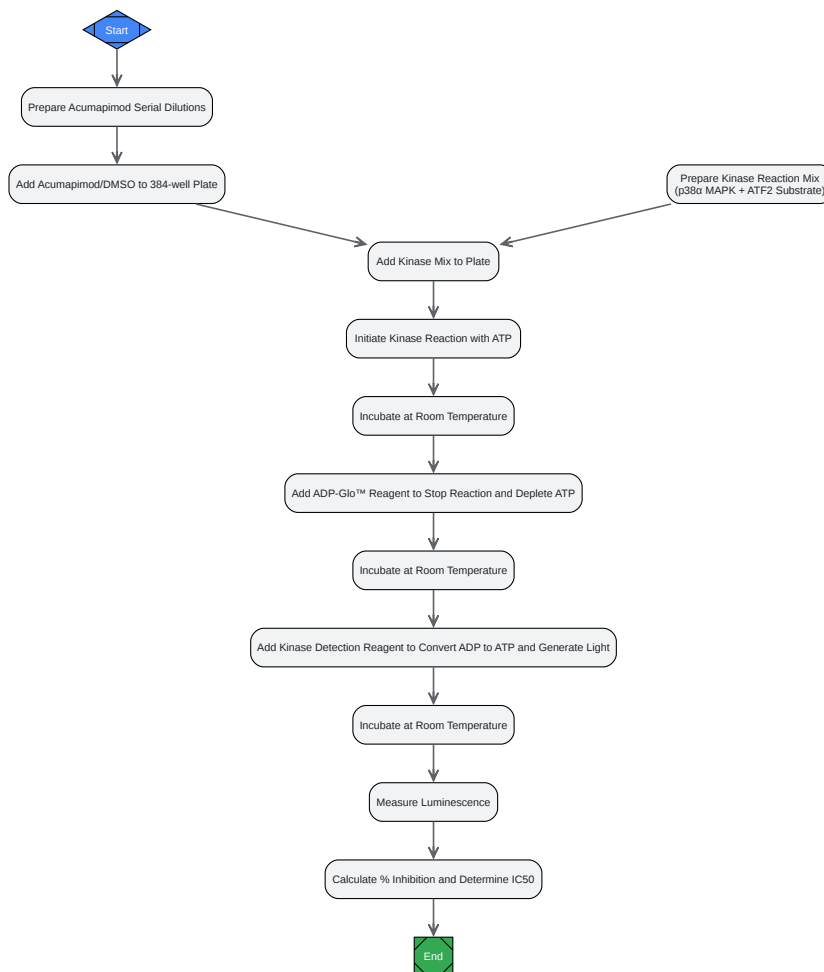 Start
Prepare Acumapimod Serial Dilutions
Add Acumapimod/DMSO to 384-well Plate
Prepare Kinase Reaction Mix
(p38α MAPK + ATF2 Substrate)
Add Kinase Mix to Plate
Initiate Kinase Reaction with ATP
Incubate at Room Temperature
Add ADP-Glo™ Reagent to Stop Reaction and Deplete ATP
Incubate at Room Temperature
Add Kinase Detection Reagent to Convert ADP to ATP and Generate Light
Incubate at Room Temperature
Measure Luminescence
Calculate % Inhibition and Determine IC50
End